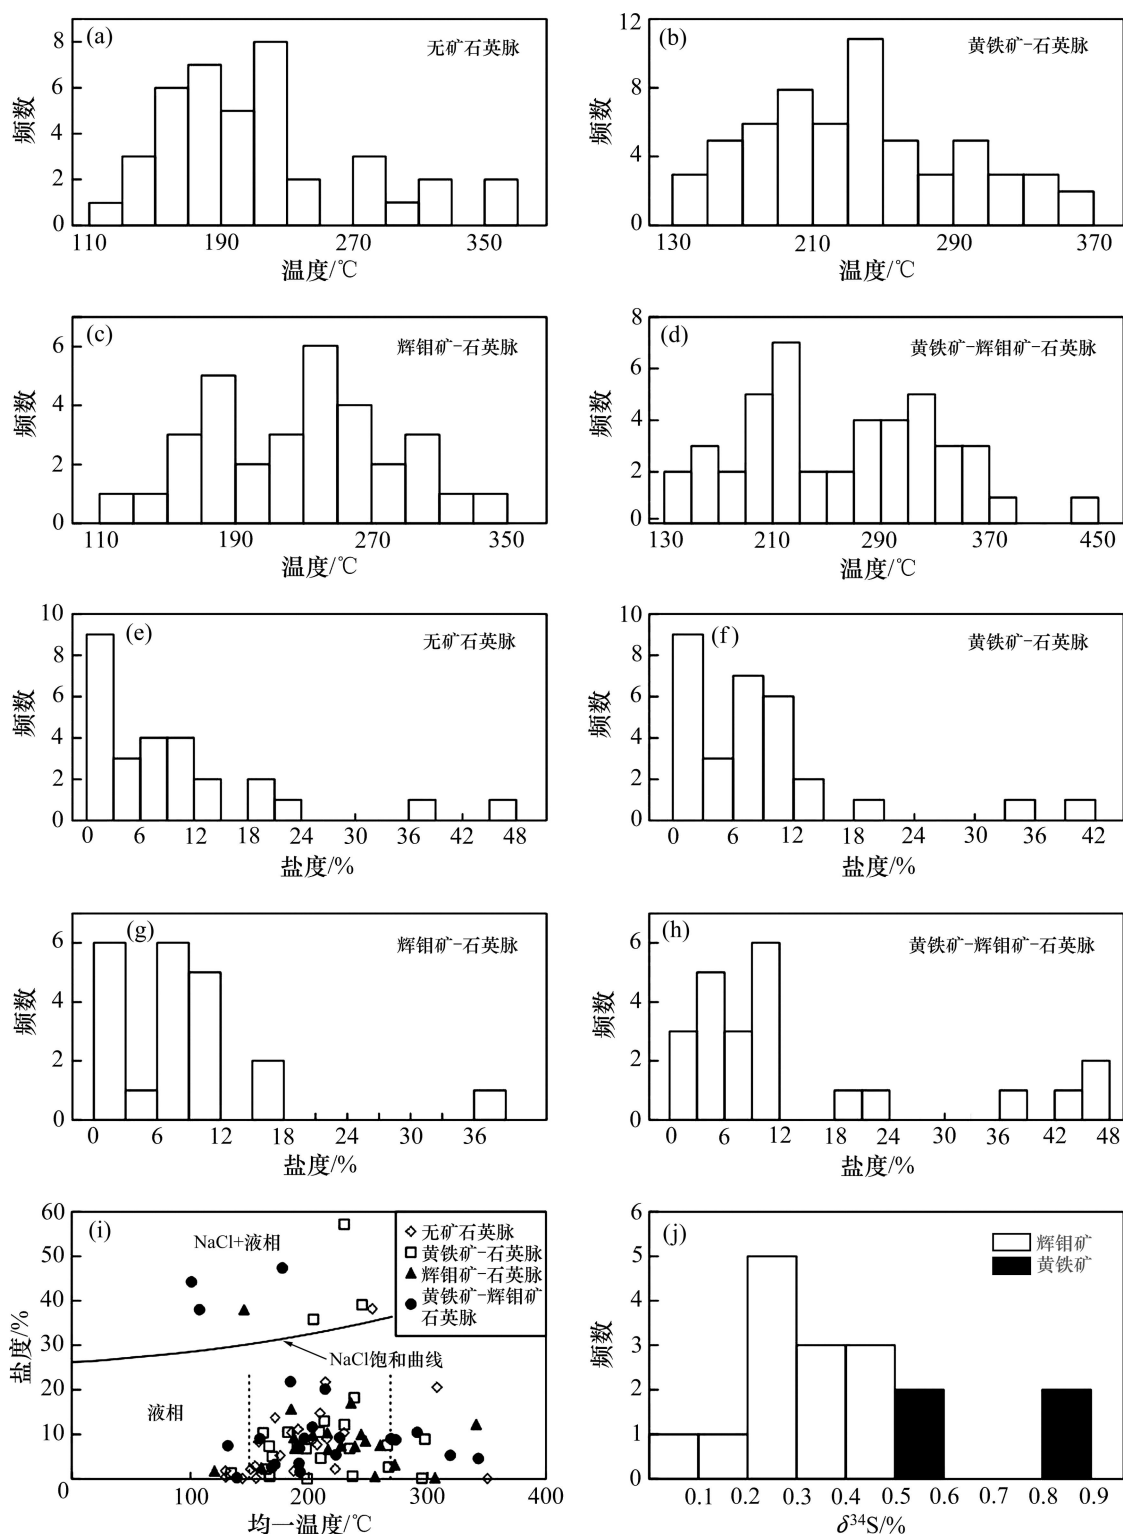 (a)
无矿石英脉
8
6
4
2
0
频数
110 190 270 350
温度/℃
(b)
黄铁矿-石英脉
12
8
4
0
频数
130 210 290 370
温度/℃
(c)
辉钼矿-石英脉
6
4
2
0
频数
110 190 270 350
温度/℃
(d)
黄铁矿-辉钼矿-石英脉
8
6
4
2
0
频数
130 210 290 370 450
温度/℃
(e)
无矿石英脉
10
8
6
4
2
0
频数
0 6 12 18 24 30 36 42 48
盐度/%
(f)
黄铁矿-石英脉
10
8
6
4
2
0
频数
0 6 12 18 24 30 36 42
盐度/%
(g)
辉钼矿-石英脉
6
4
2
0
频数
0 6 12 18 24 30 36
盐度/%
(h)
黄铁矿-辉钼矿-石英脉
6
4
2
0
频数
0 6 12 18 24 30 36 42 48
盐度/%
(i)
60
50
40
30
20
10
0
盐度/%
NaCl+液相
无矿石英脉
黄铁矿-石英脉
辉钼矿-石英脉
黄铁矿-辉钼矿
石英脉
NaCl饱和曲线
液相
100 200 300 400
均一温度/℃
(j)
6
5
4
3
2
1
0
频数
辉钼矿
黄铁矿
0.1 0.2 0.3 0.4 0.5 0.6 0.7 0.8 0.9
δ³⁴S/%